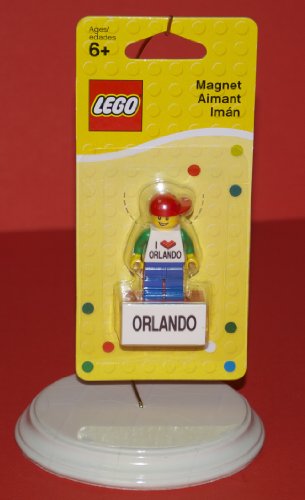 Ages/
edades
6+
LEGO
Magnet
Aimant
Imán
I ❤
ORLANDO
ORLANDO